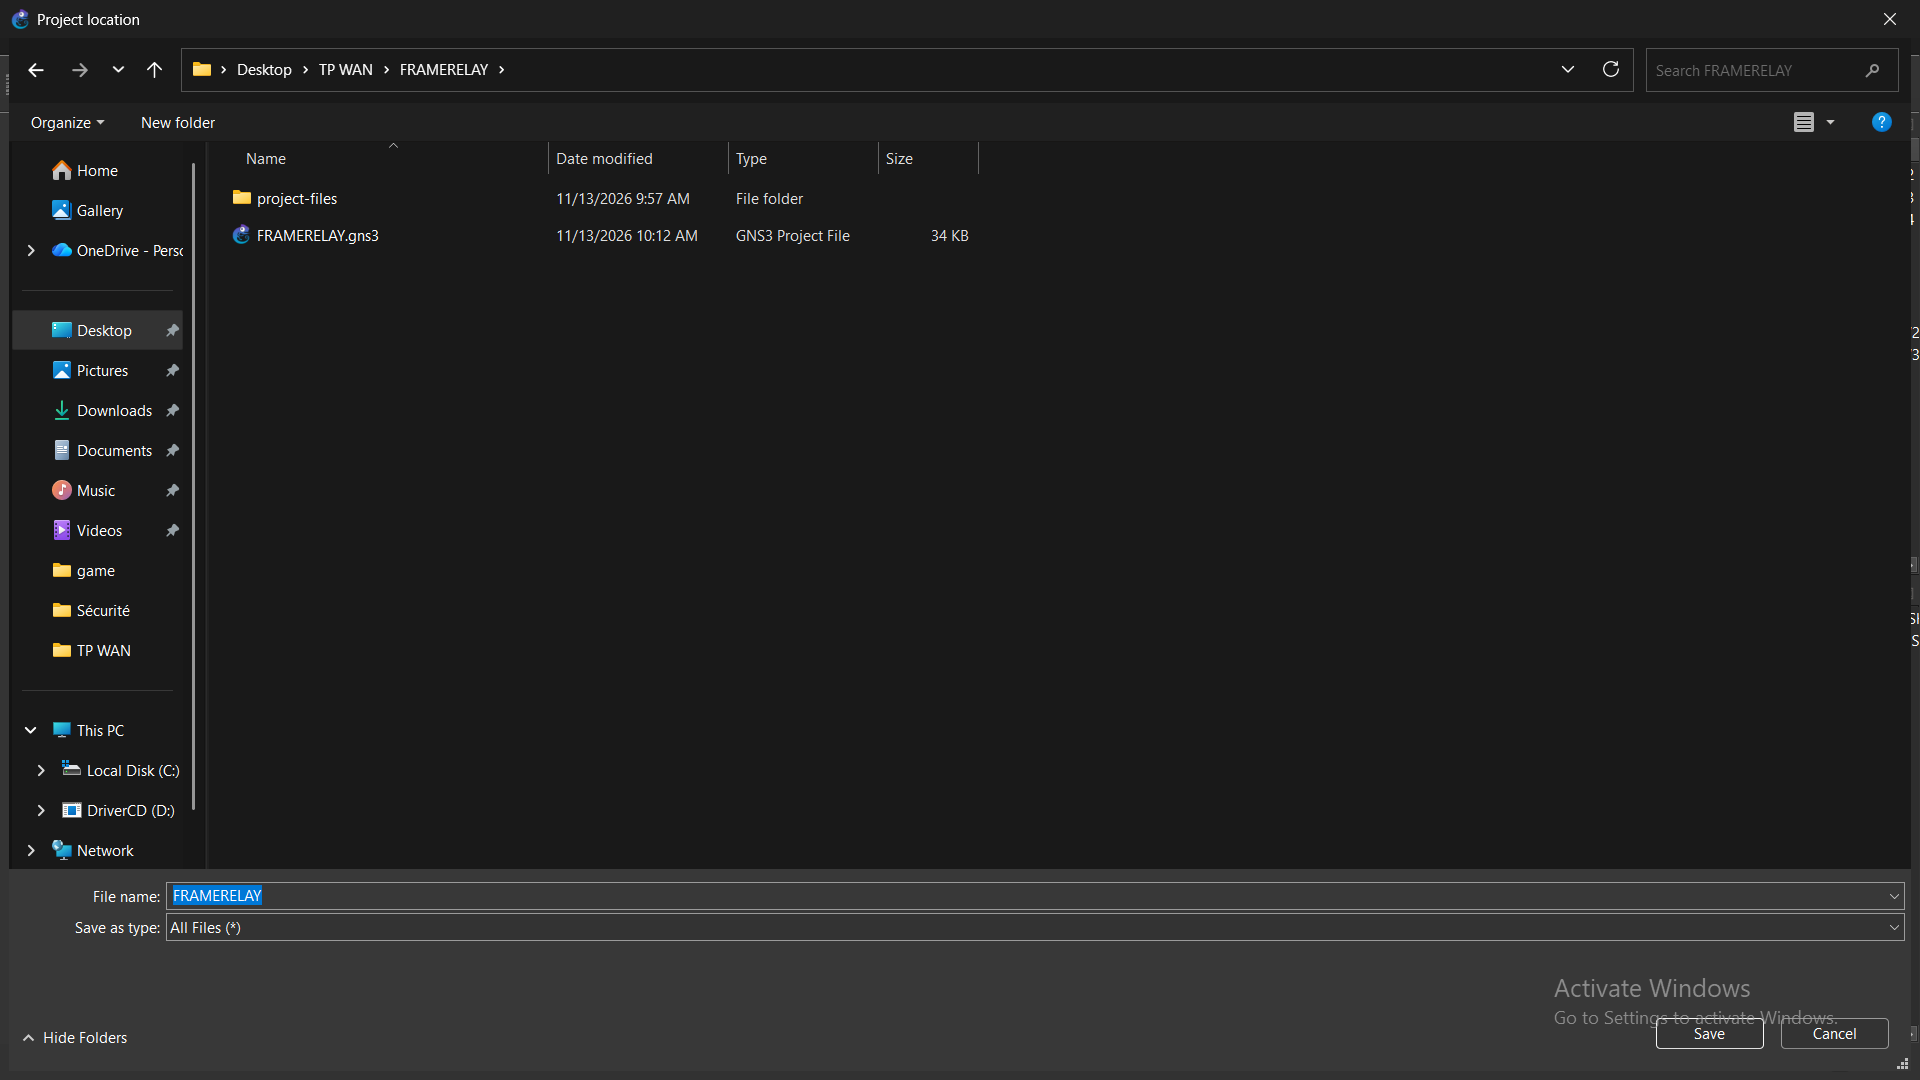 Project location
Desktop > TP WAN > FRAMERELAY >
Search FRAMERELAY
Organize
New folder
?
Name
Date modified
Type
Size
project-files
11/13/2026 9:57 AM
File folder
FRAMERELAY.gns3
11/13/2026 10:12 AM
GNS3 Project File
34 KB
Home
Gallery
OneDrive - Perso
Desktop
Pictures
Downloads
Documents
Music
Videos
game
Sécurité
TP WAN
This PC
Local Disk (C:)
DriverCD (D:)
Network
File name:
FRAMERELAY
Save as type:
All Files (*)
Activate Windows
Go to Settings to activate Windows.
Hide Folders
Save
Cancel